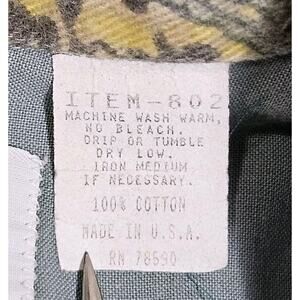 ITEM-802
MACHINE WASH WARM,
NO BLEACH.
DRIP OR TUMBLE
DRY LOW.
IRON MEDIUM
IF NECESSARY.
100% COTTON
MADE IN U.S.A.
RN 78690